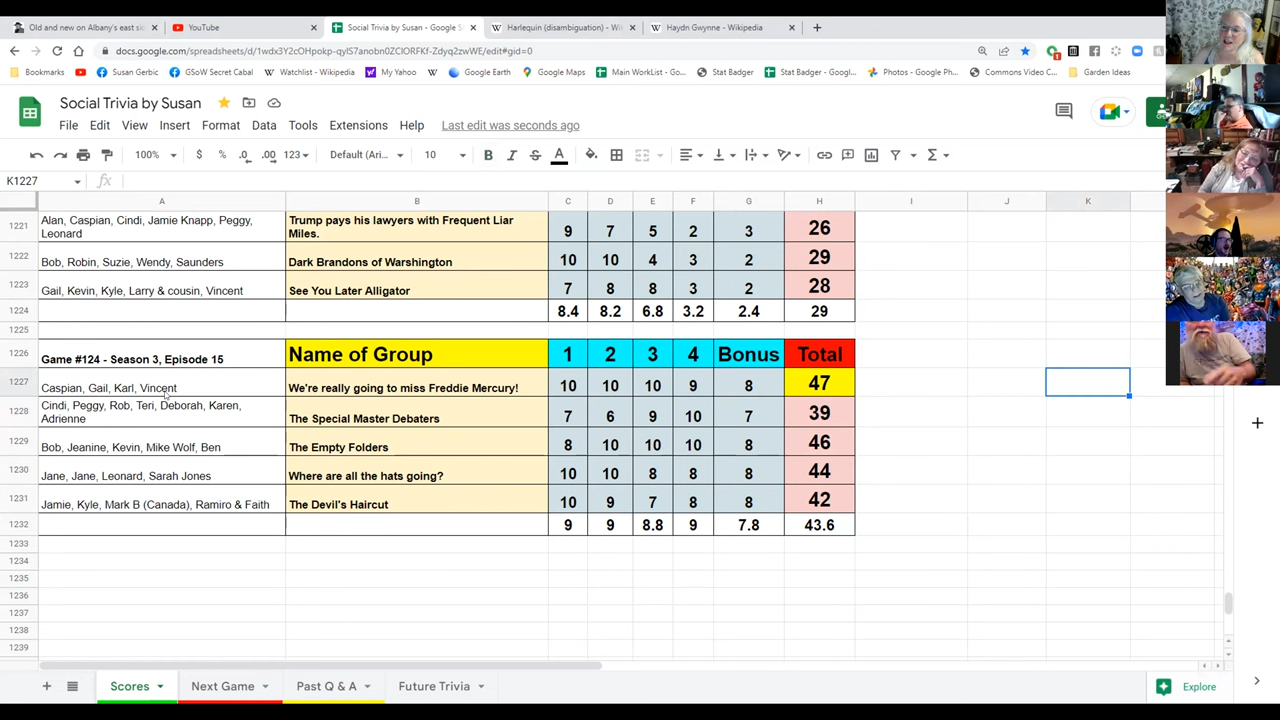 Old and new on Albany's east si
YouTube
Social Trivia by Susan - Google S
Harlequin (disambiguation) - Wi
Haydn Gwynne - Wikipedia
docs.google.com/spreadsheets/d/1wdx3Y2cOHpokp-qyIS7anobn0ZClORFKf-Zdyq2zwWE/edit#gid=0
Bookmarks
Susan Gerbic
GSoW Secret Cabal
Watchlist - Wikipedia
My Yahoo
Google Earth
Google Maps
Main WorkList - Go...
Stat Badger
Stat Badger - Googl...
Photos - Google Ph...
Commons Video C...
Garden Ideas
Social Trivia by Susan
File Edit View Insert Format Data Tools Extensions Help Last edit was seconds ago
100% $ % .0 .00 123 Default (Ari... 10 B I S A
K1227 fx
A B C D E F G H I J K
1221 Alan, Caspian, Cindi, Jamie Knapp, Peggy, Leonard Trump pays his lawyers with Frequent Liar Miles. 9 7 5 2 3 26
1222 Bob, Robin, Suzie, Wendy, Saunders Dark Brandons of Warshington 10 10 4 3 2 29
1223 Gail, Kevin, Kyle, Larry & cousin, Vincent See You Later Alligator 7 8 8 3 2 28
1224 8.4 8.2 6.8 3.2 2.4 29
1225
1226 Game #124 - Season 3, Episode 15 Name of Group 1 2 3 4 Bonus Total
1227 Caspian, Gail, Karl, Vincent We're really going to miss Freddie Mercury! 10 10 10 9 8 47
1228 Cindi, Peggy, Rob, Teri, Deborah, Karen, Adrienne The Special Master Debaters 7 6 9 10 7 39
1229 Bob, Jeanine, Kevin, Mike Wolf, Ben The Empty Folders 8 10 10 10 8 46
1230 Jane, Jane, Leonard, Sarah Jones Where are all the hats going? 10 10 8 8 8 44
1231 Jamie, Kyle, Mark B (Canada), Ramiro & Faith The Devil's Haircut 10 9 7 8 8 42
1232 9 9 8.8 9 7.8 43.6
1233
1234
1235
1236
1237
1238
1239
Scores Next Game Past Q & A Future Trivia Explore